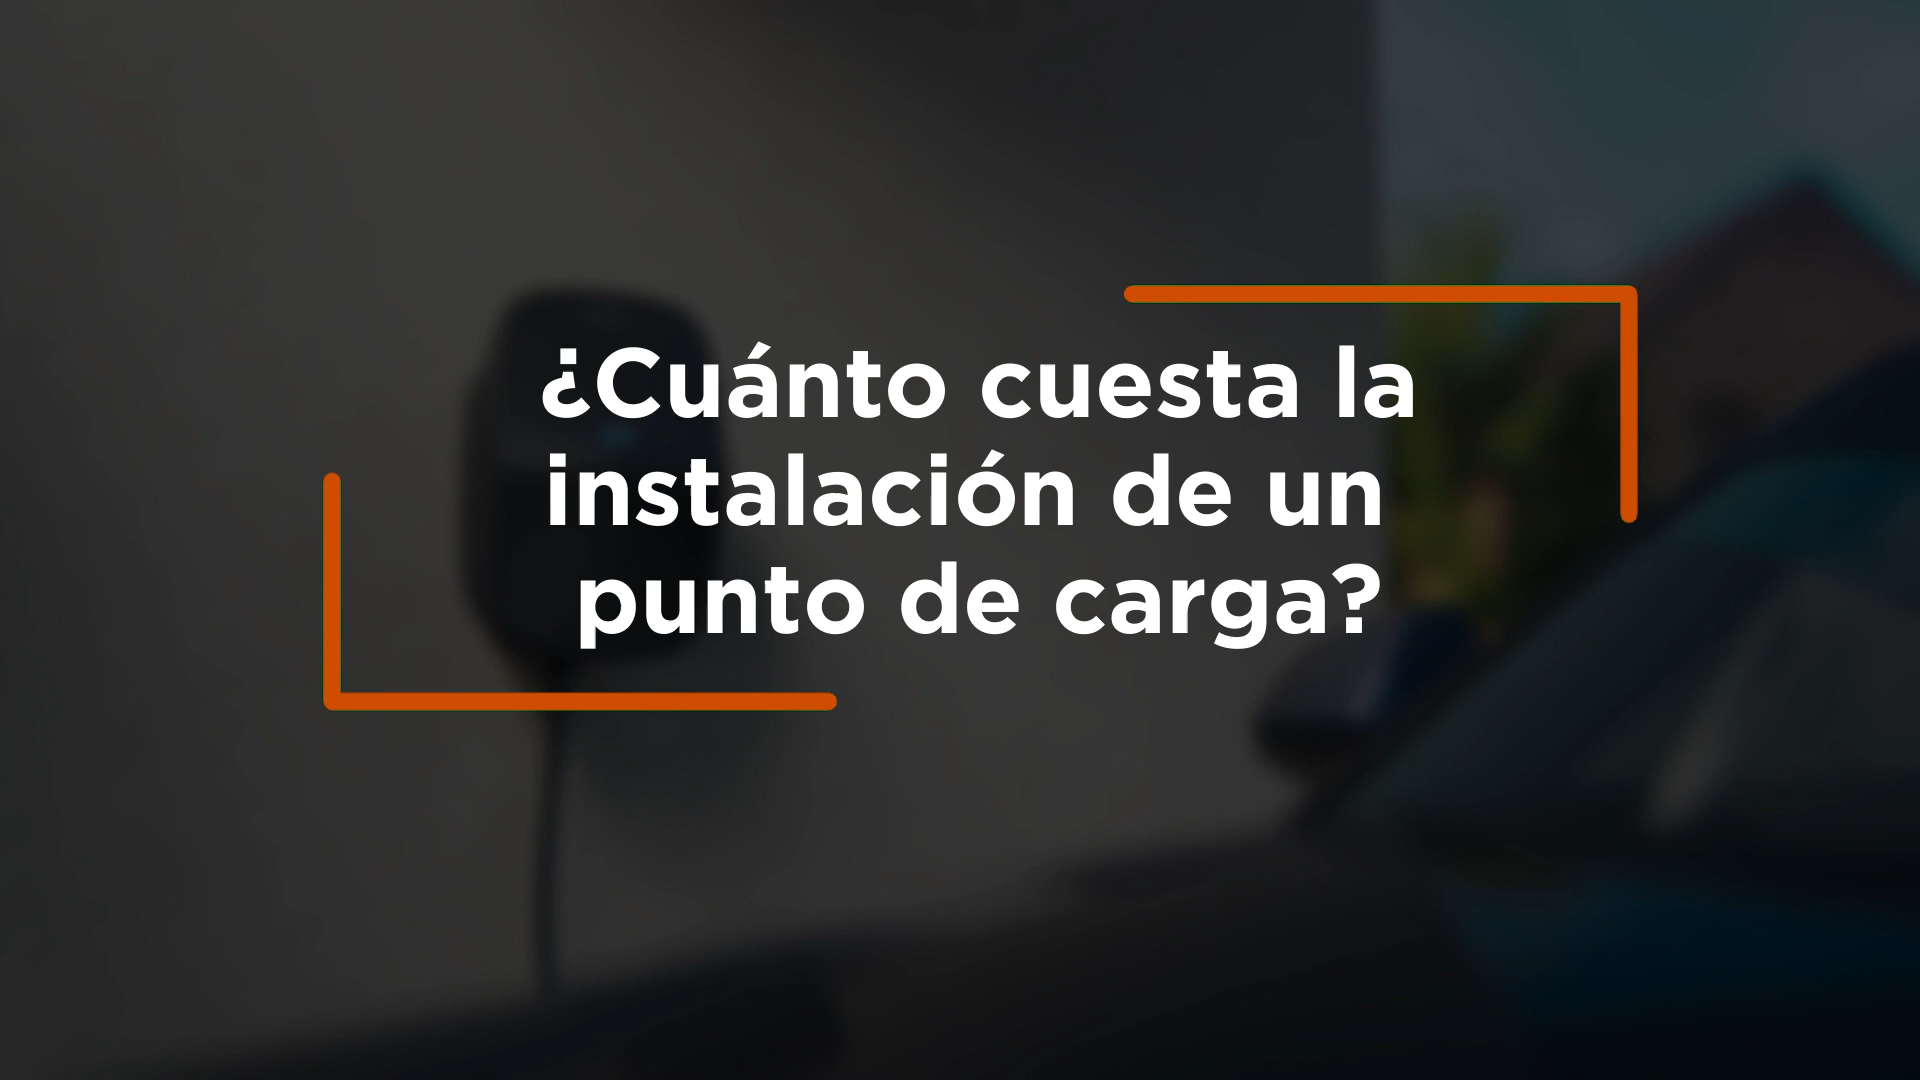 ¿Cuánto cuesta la
instalación de un
punto de carga?